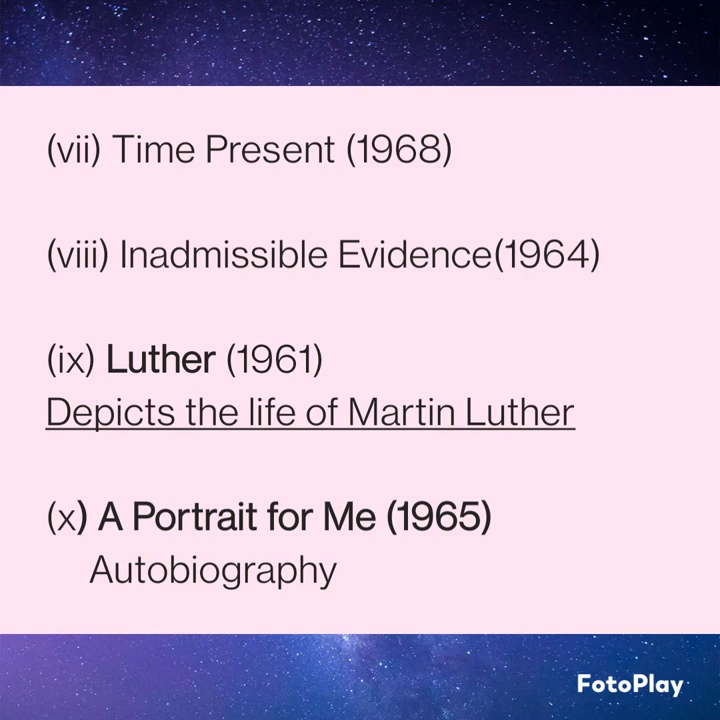 (vii) Time Present (1968)
(viii) Inadmissible Evidence(1964)
(ix) Luther (1961)
Depicts the life of Martin Luther
(x) A Portrait for Me (1965)
Autobiography
FotoPlay